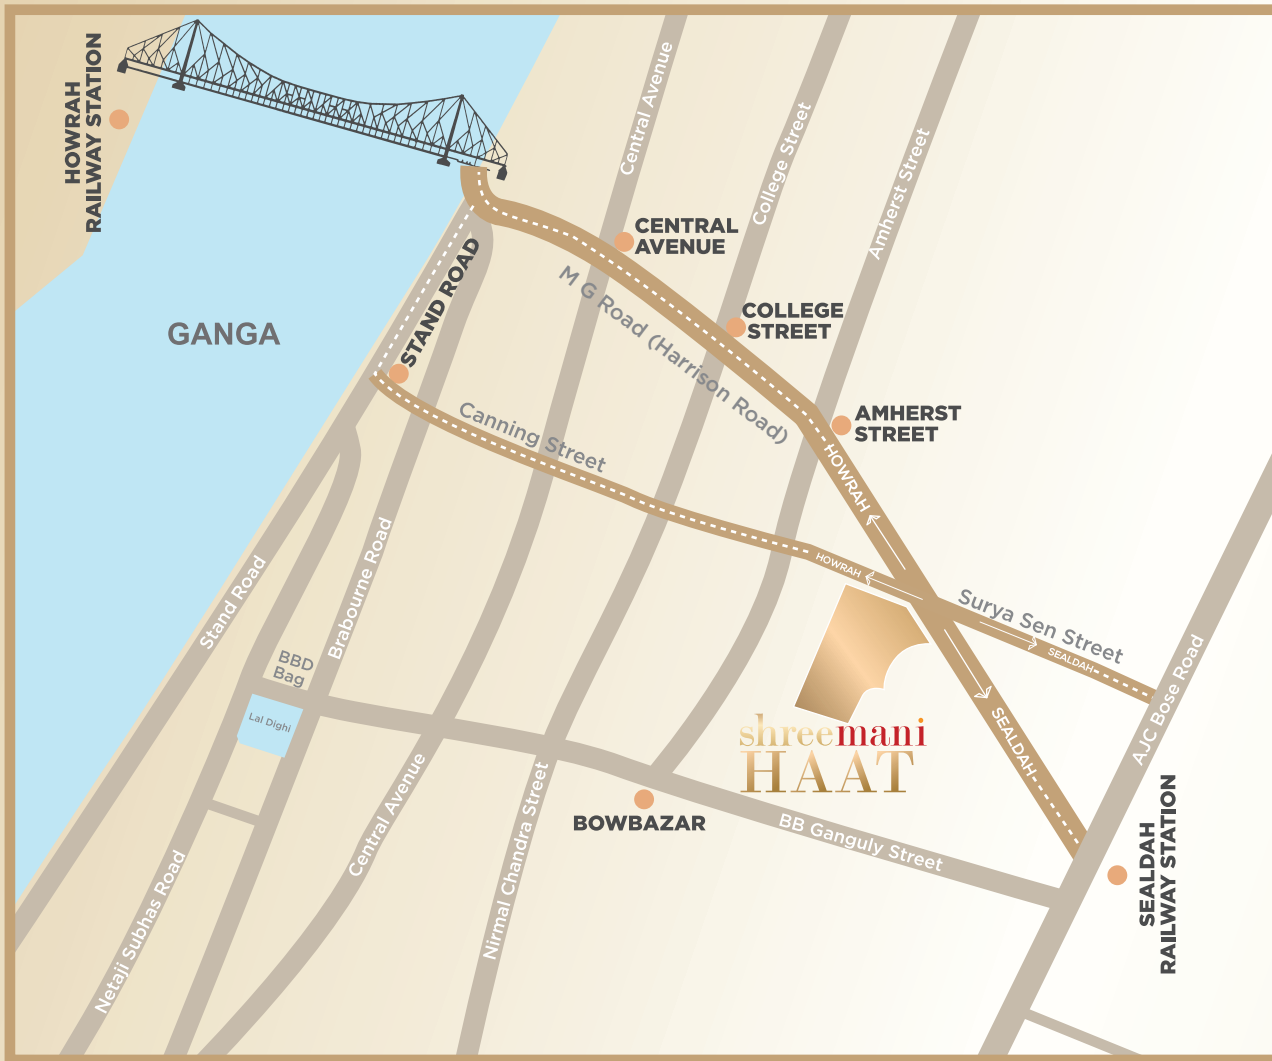 HOWRAH
RAILWAY STATION
Central Avenue
College Street
Amherst Street
CENTRAL
AVENUE
GANGA
STAND ROAD
M G Road (Harrison Road)
COLLEGE
STREET
AMHERST
STREET
Canning Street
HOWRAH
HOWRAH
Stand Road
Brabourne Road
Surya Sen Street
SEALDAH
BBD
Bag
Lal Dighi
AJC Bose Road
shreemani
HAAT
SEALDAH
Central Avenue
Nirmal Chandra Street
BOWBAZAR
BB Ganguly Street
Netaji Subhas Road
SEALDAH
RAILWAY STATION